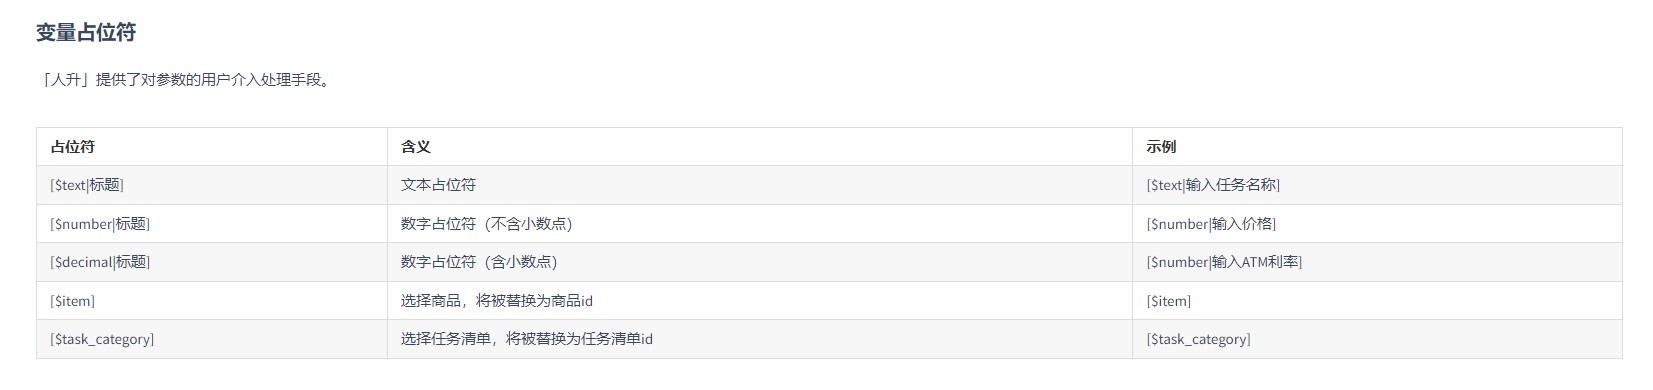 变量占位符
「人升」提供了对参数的用户介入处理手段。
占位符 含义 示例
[$text|标题] 文本占位符 [$text|输入任务名称]
[$number|标题] 数字占位符（不含小数点） [$number|输入价格]
[$decimal|标题] 数字占位符（含小数点） [$number|输入ATM利率]
[$item] 选择商品，将被替换为商品id [$item]
[$task_category] 选择任务清单，将被替换为任务清单id [$task_category]